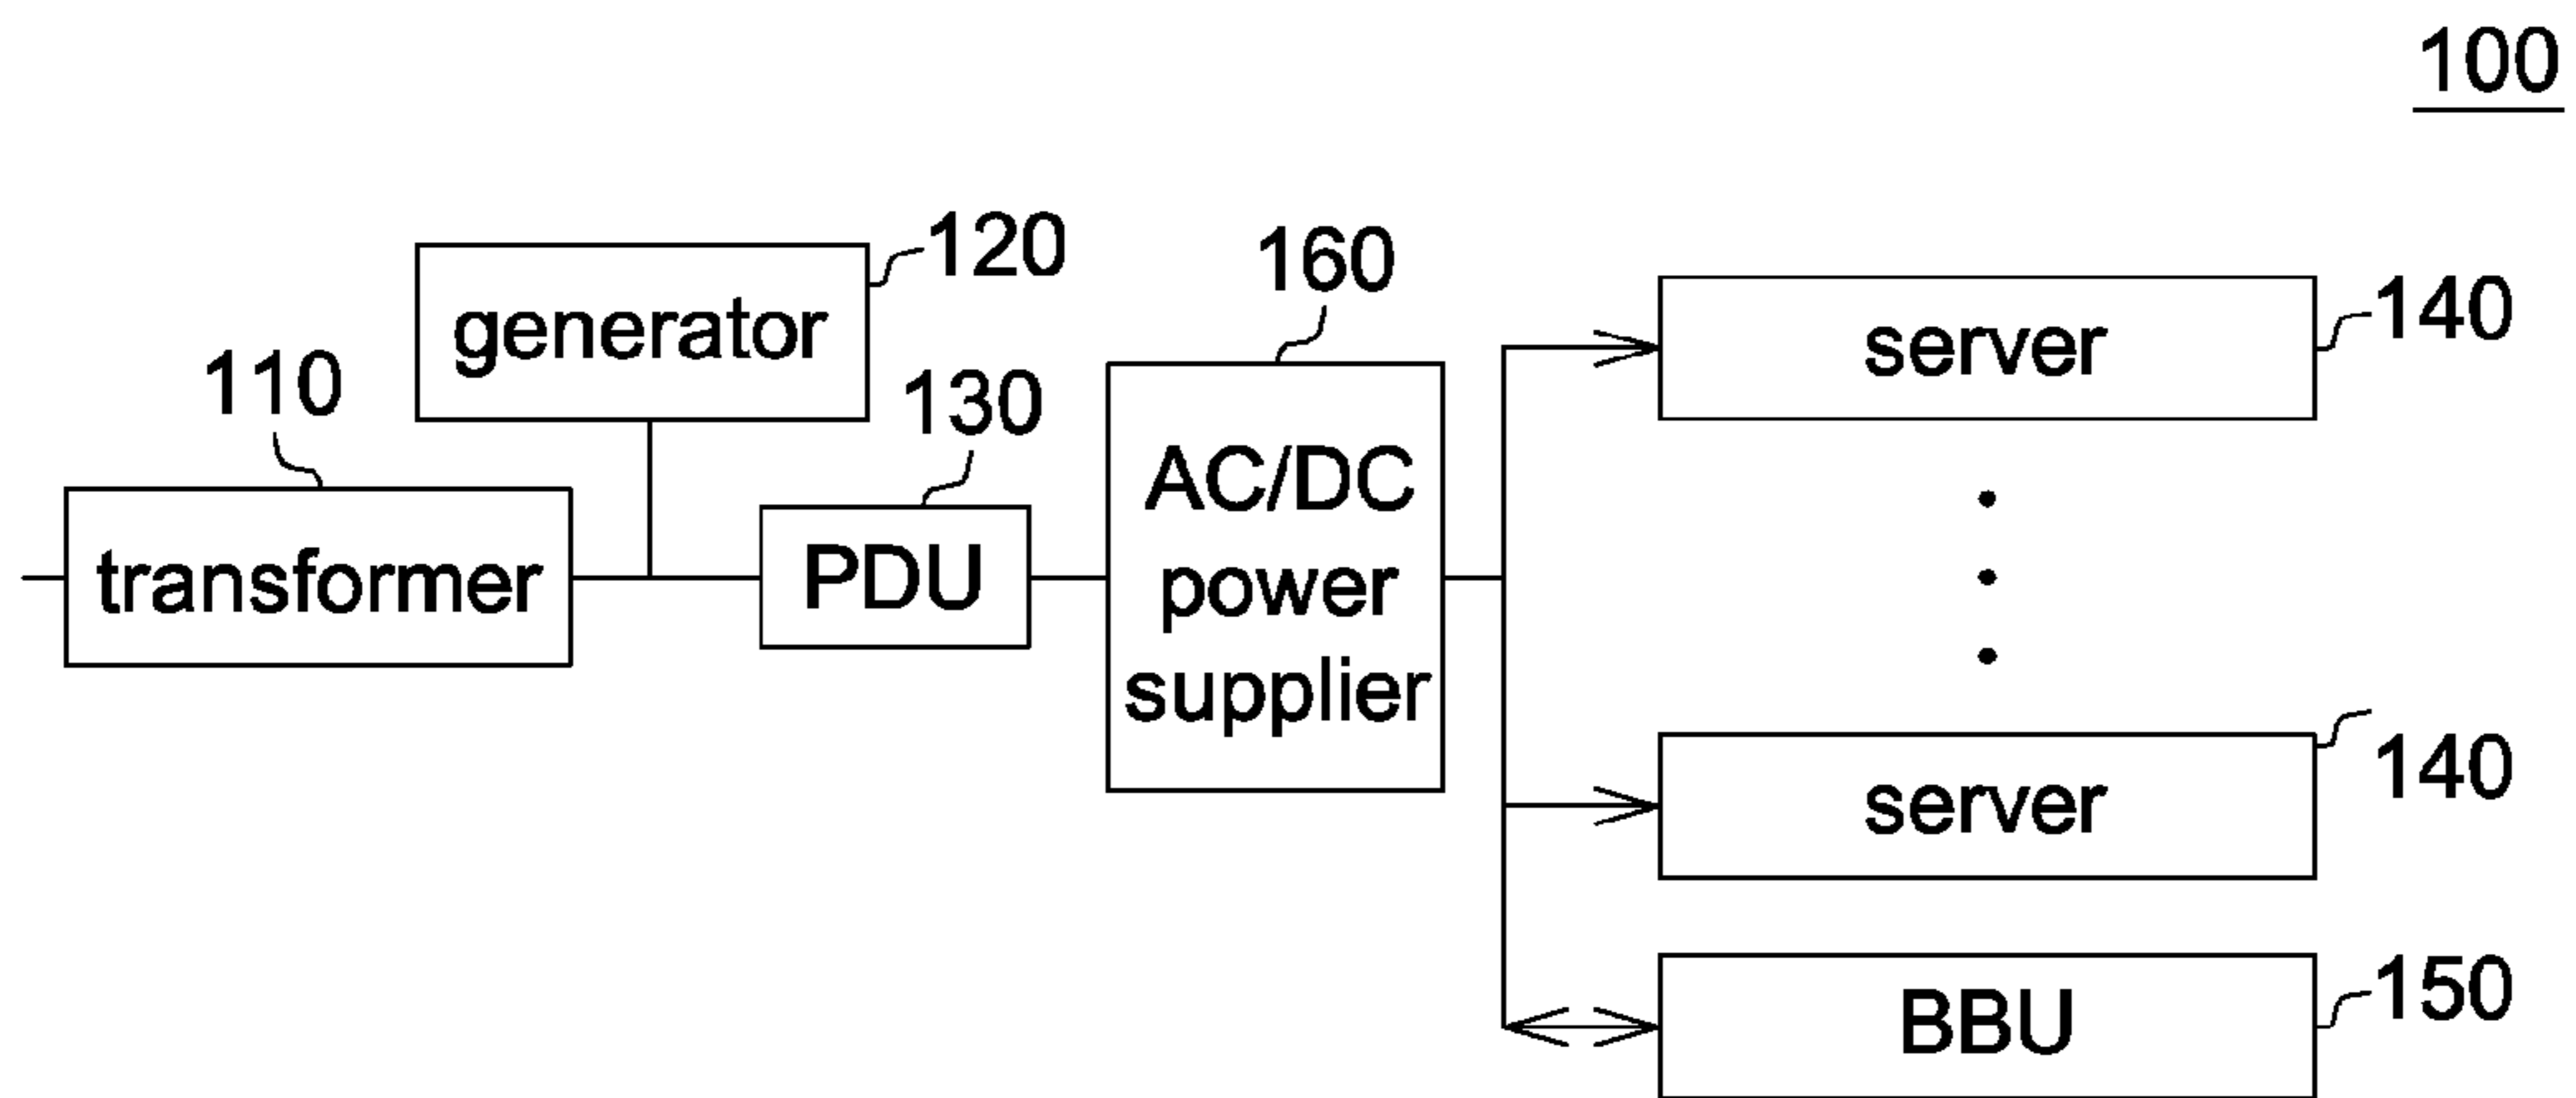 100
120
generator
160
140
server
110
130
AC/DC
power
supplier
transformer
PDU
140
server
150
BBU